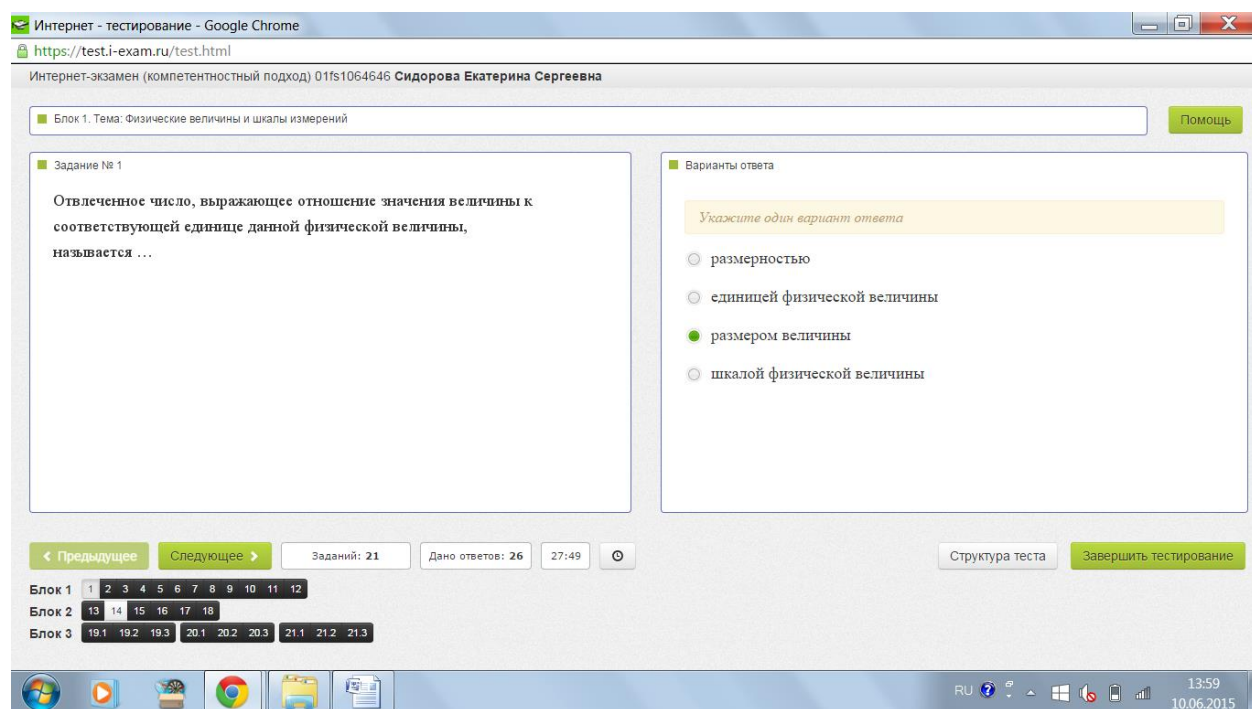 Интернет - тестирование - Google Chrome
https://test.i-exam.ru/test.html
Интернет-экзамен (компетентностный подход) 01fs1064646 Сидорова Екатерина Сергеевна
Блок 1. Тема: Физические величины и шкалы измерений
Помощь
Задание № 1
Отвлеченное число, выражающее отношение значения величины к
соответствующей единице данной физической величины,
называется …
Варианты ответа
Укажите один вариант ответа
размерностью
единицей физической величины
размером величины
шкалой физической величины
Предыдущее Следующее Заданий: 21 Дано ответов: 26 27:49 Структура теста Завершить тестирование
Блок 1 1 2 3 4 5 6 7 8 9 10 11 12
Блок 2 13 14 15 16 17 18
Блок 3 19.1 19.2 19.3 20.1 20.2 20.3 21.1 21.2 21.3
RU 13:59
10.06.2015